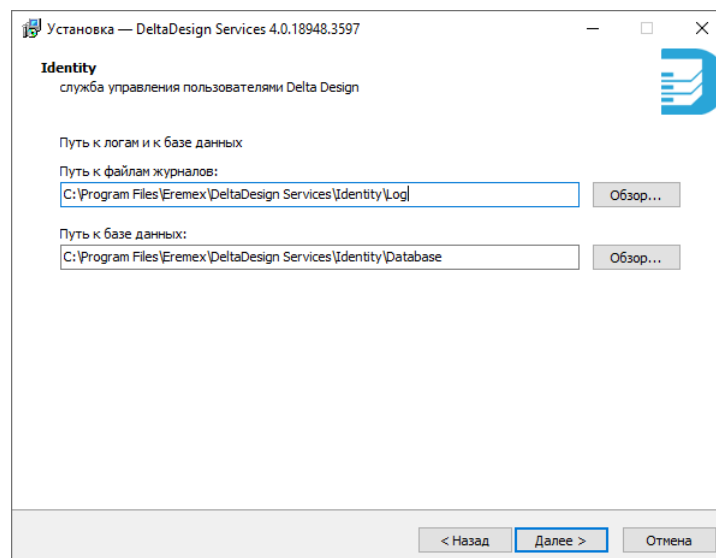 Установка — DeltaDesign Services 4.0.18948.3597
Identity
служба управления пользователями Delta Design
Путь к логам и к базе данных
Путь к файлам журналов:
C:\Program Files\Eremex\DeltaDesign Services\Identity\Log
Обзор...
Путь к базе данных:
C:\Program Files\Eremex\DeltaDesign Services\Identity\Database
Обзор...
< Назад
Далее >
Отмена